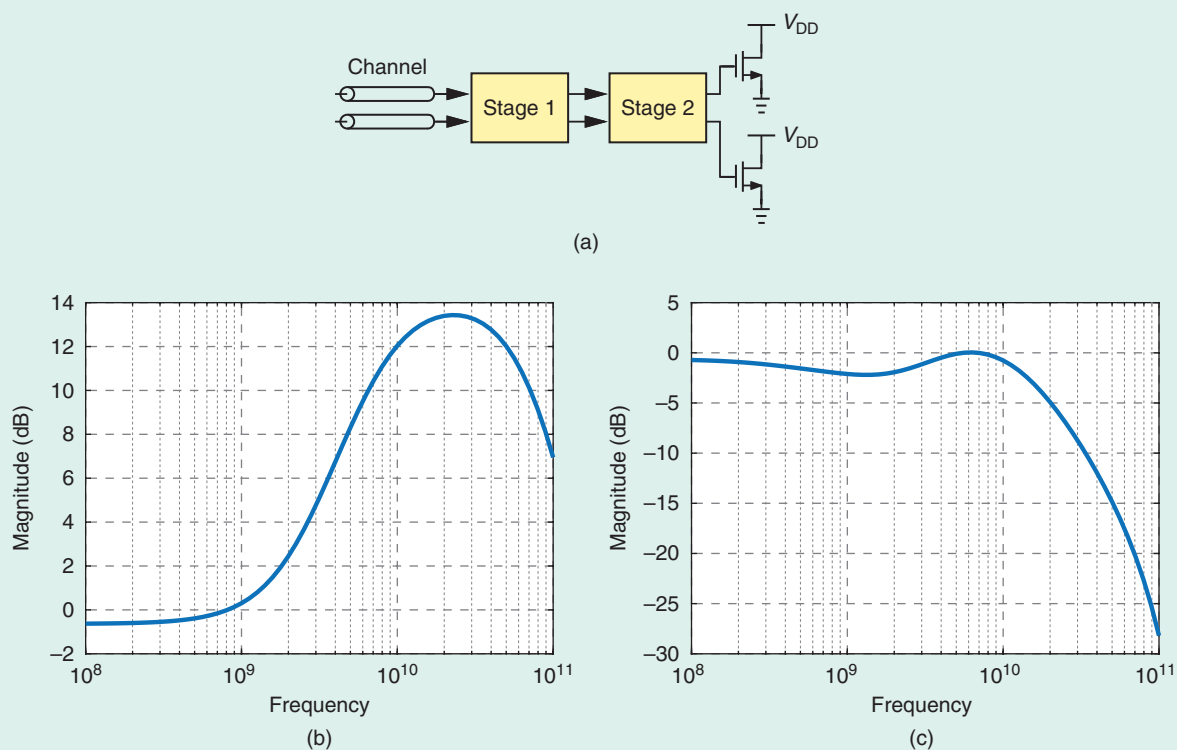 V_DD
Channel
Stage 1
Stage 2
V_DD
(a)
14
12
10
8
6
4
2
0
–2
Magnitude (dB)
10^8
10^9
10^10
10^11
Frequency
(b)
5
0
–5
–10
–15
–20
–25
–30
Magnitude (dB)
10^8
10^9
10^10
10^11
Frequency
(c)